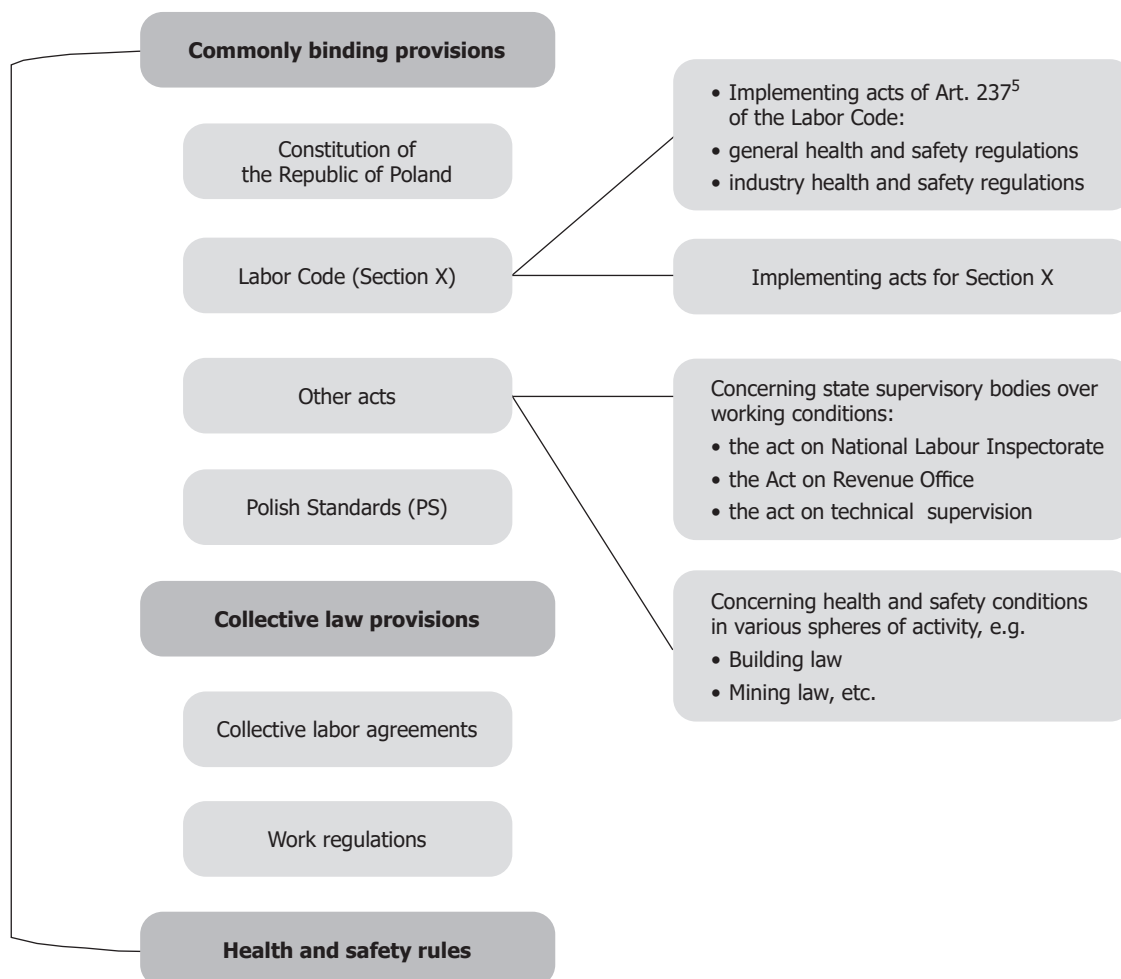 Commonly binding provisions
Constitution of
the Republic of Poland
Labor Code (Section X)
Other acts
Polish Standards (PS)
Collective law provisions
Collective labor agreements
Work regulations
Health and safety rules
• Implementing acts of Art. 237⁵
of the Labor Code:
• general health and safety regulations
• industry health and safety regulations
Implementing acts for Section X
Concerning state supervisory bodies over
working conditions:
• the act on National Labour Inspectorate
• the Act on Revenue Office
• the act on technical supervision
Concerning health and safety conditions
in various spheres of activity, e.g.
• Building law
• Mining law, etc.